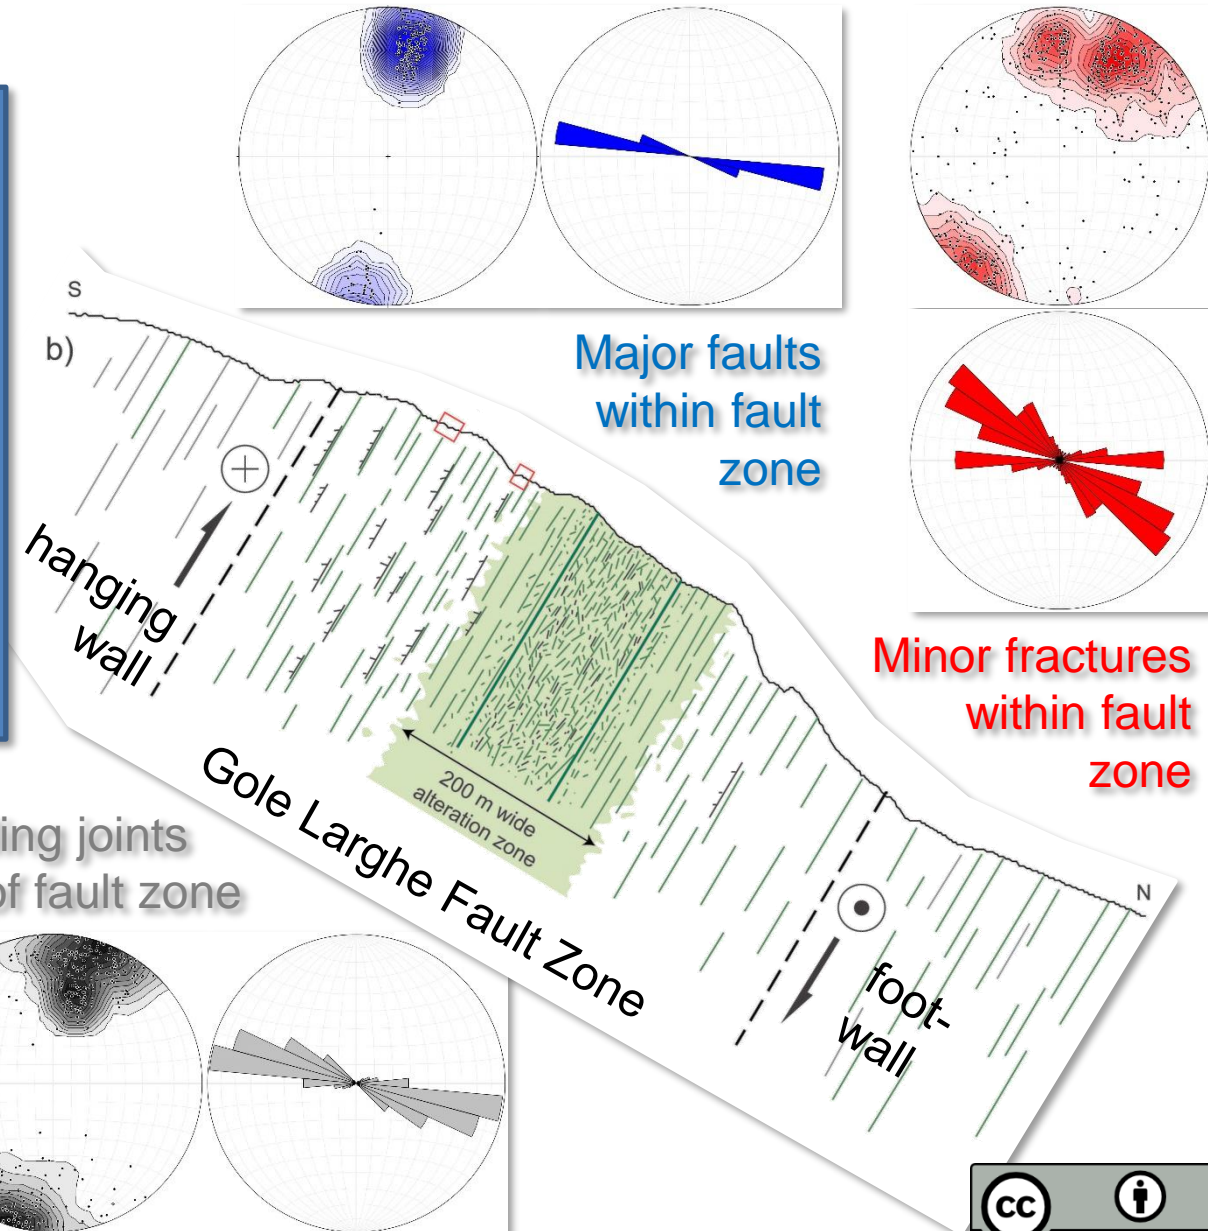 S
b)
Major faults
within fault
zone
hanging
wall
Minor fractures
within fault
zone
200 m wide
alteration zone
Gole Larghe Fault Zone
N
foot-
wall
ing joints
of fault zone
cc